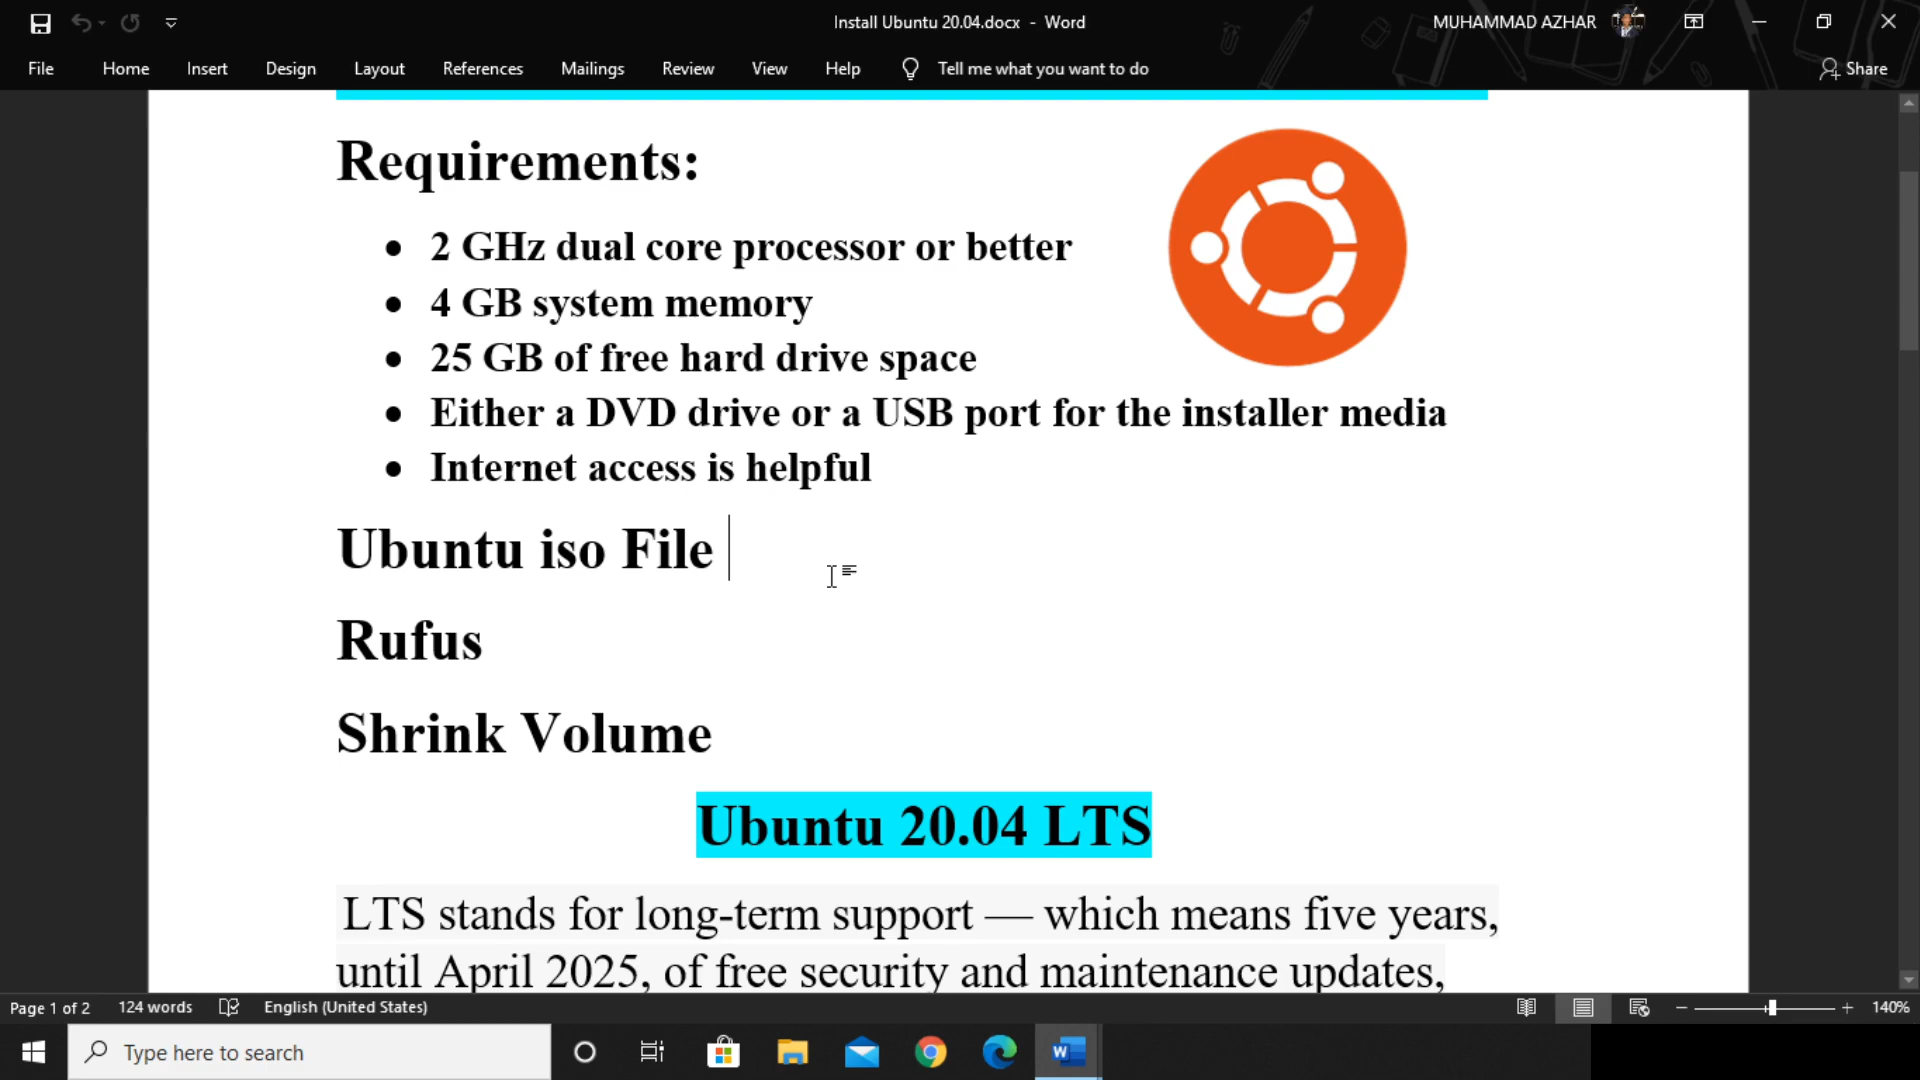 Install Ubuntu 20.04.docx - Word
MUHAMMAD AZHAR
File Home Insert Design Layout References Mailings Review View Help Tell me what you want to do Share
Requirements:
• 2 GHz dual core processor or better
• 4 GB system memory
• 25 GB of free hard drive space
• Either a DVD drive or a USB port for the installer media
• Internet access is helpful
Ubuntu iso File
Rufus
Shrink Volume
Ubuntu 20.04 LTS
LTS stands for long-term support — which means five years,
until April 2025, of free security and maintenance updates,
Page 1 of 2 124 words English (United States) 140%
Type here to search